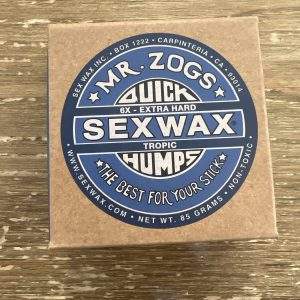 SEX WAX INC • BOX 1222 • CARPINTERIA • CA • 93014
★ MR. ZOGS ★
QUICK
6X - EXTRA HARD
SEXWAX
TROPIC
HUMPS
THE BEST FOR YOUR STICK
• WWW.SEXWAX.COM • NET WT. 85 GRAMS • NON-TOXIC •